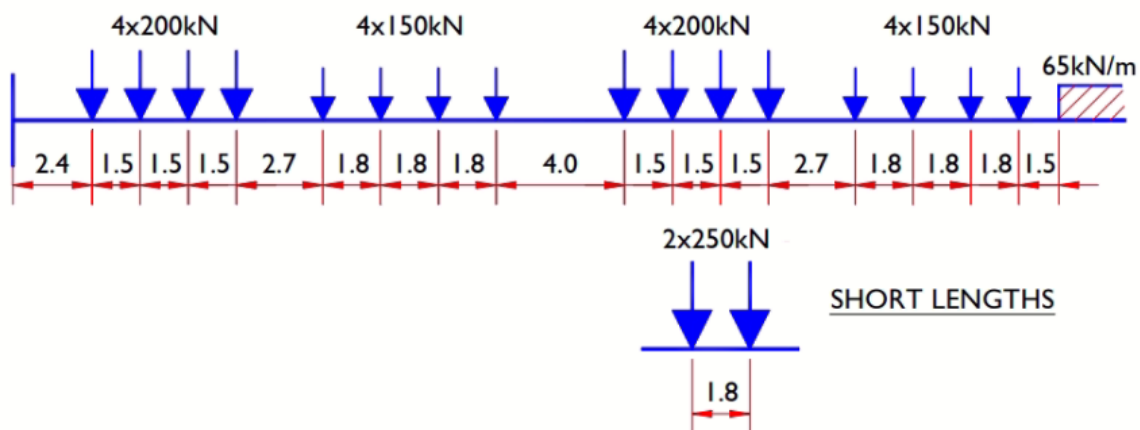 4x200kN 4x150kN 4x200kN 4x150kN
65kN/m
2.4 1.5 1.5 1.5 2.7 1.8 1.8 1.8 4.0 1.5 1.5 1.5 2.7 1.8 1.8 1.8 1.5
2x250kN
SHORT LENGTHS
1.8